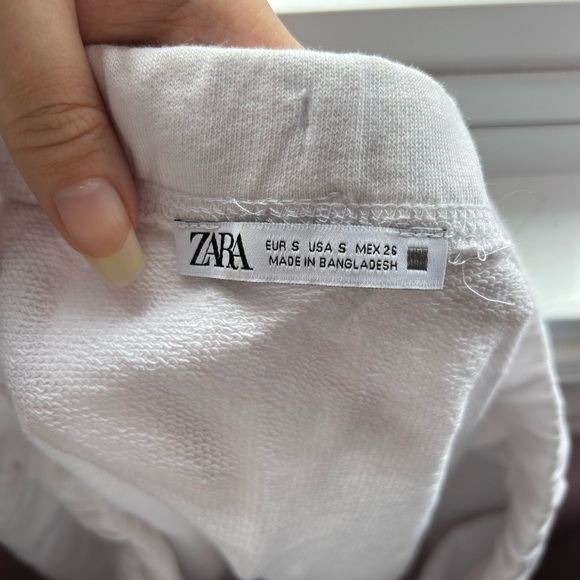 ZARA
EUR S USA S MEX 26
MADE IN BANGLADESH